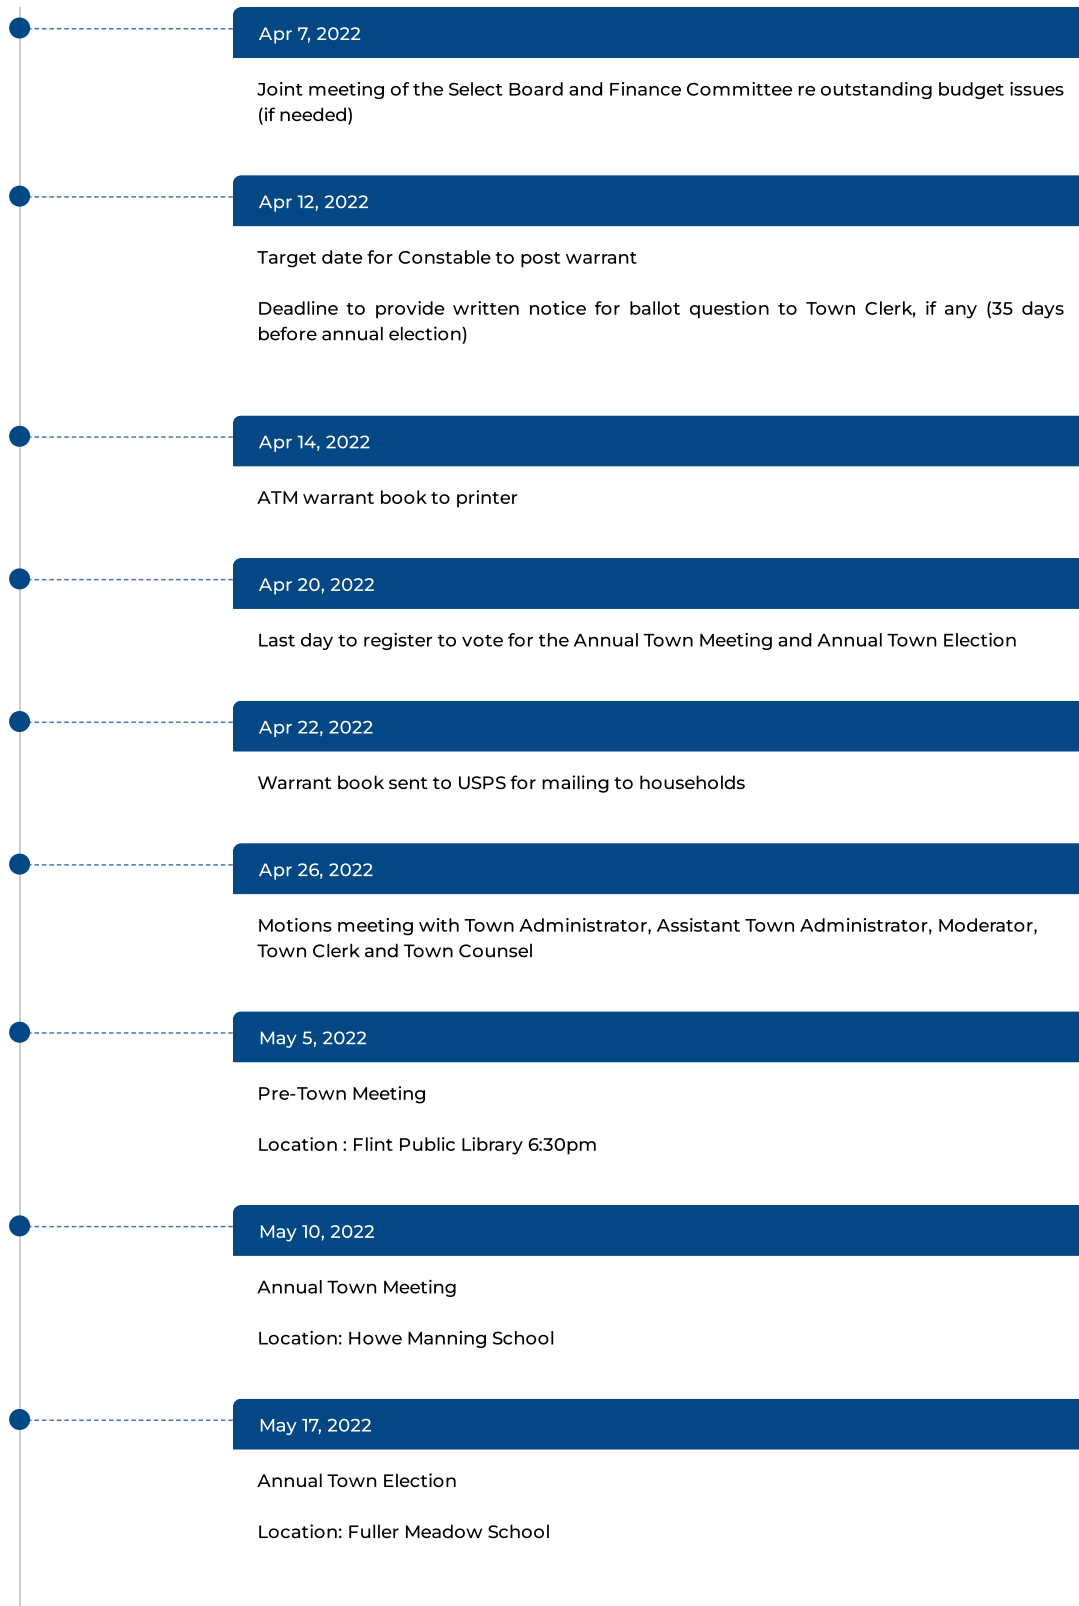 Apr 7, 2022
Joint meeting of the Select Board and Finance Committee re outstanding budget issues
(if needed)
Apr 12, 2022
Target date for Constable to post warrant
Deadline to provide written notice for ballot question to Town Clerk, if any (35 days
before annual election)
Apr 14, 2022
ATM warrant book to printer
Apr 20, 2022
Last day to register to vote for the Annual Town Meeting and Annual Town Election
Apr 22, 2022
Warrant book sent to USPS for mailing to households
Apr 26, 2022
Motions meeting with Town Administrator, Assistant Town Administrator, Moderator,
Town Clerk and Town Counsel
May 5, 2022
Pre-Town Meeting
Location : Flint Public Library 6:30pm
May 10, 2022
Annual Town Meeting
Location: Howe Manning School
May 17, 2022
Annual Town Election
Location: Fuller Meadow School